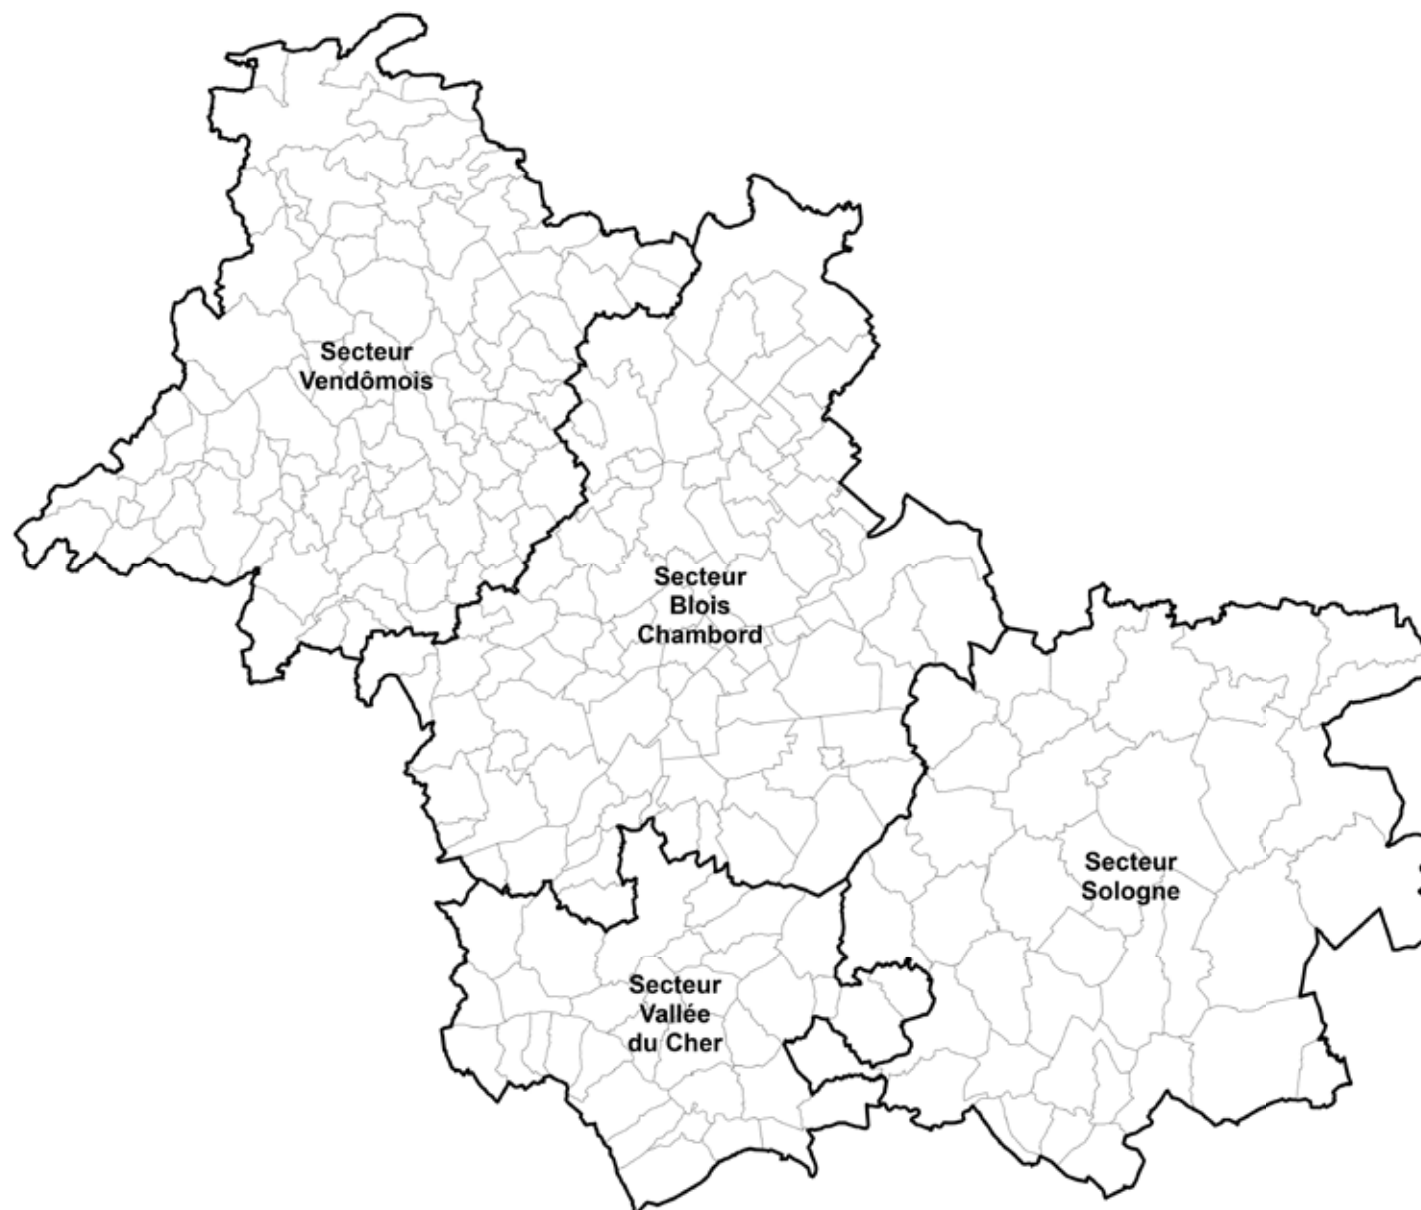 Secteur
Vendômois
Secteur
Blois
Chambord
Secteur
Sologne
Secteur
Vallée
du Cher